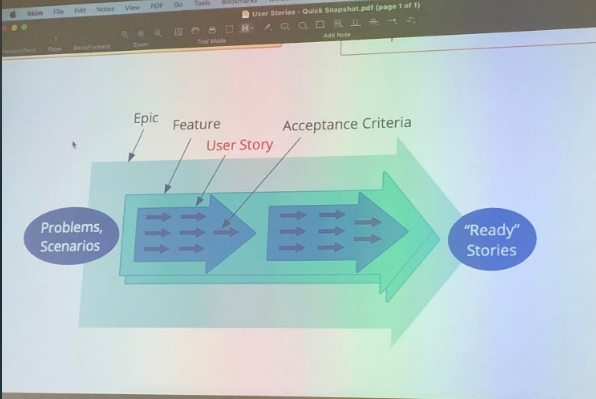 Skim File Edit Notes View PDF Go Tools Bookmarks
User Stories - Quick Snapshot.pdf (page 1 of 1)
1
Page Back/Forward Zoom Tool Mode Add Note
Epic Feature Acceptance Criteria
User Story
Problems,
Scenarios
"Ready"
Stories